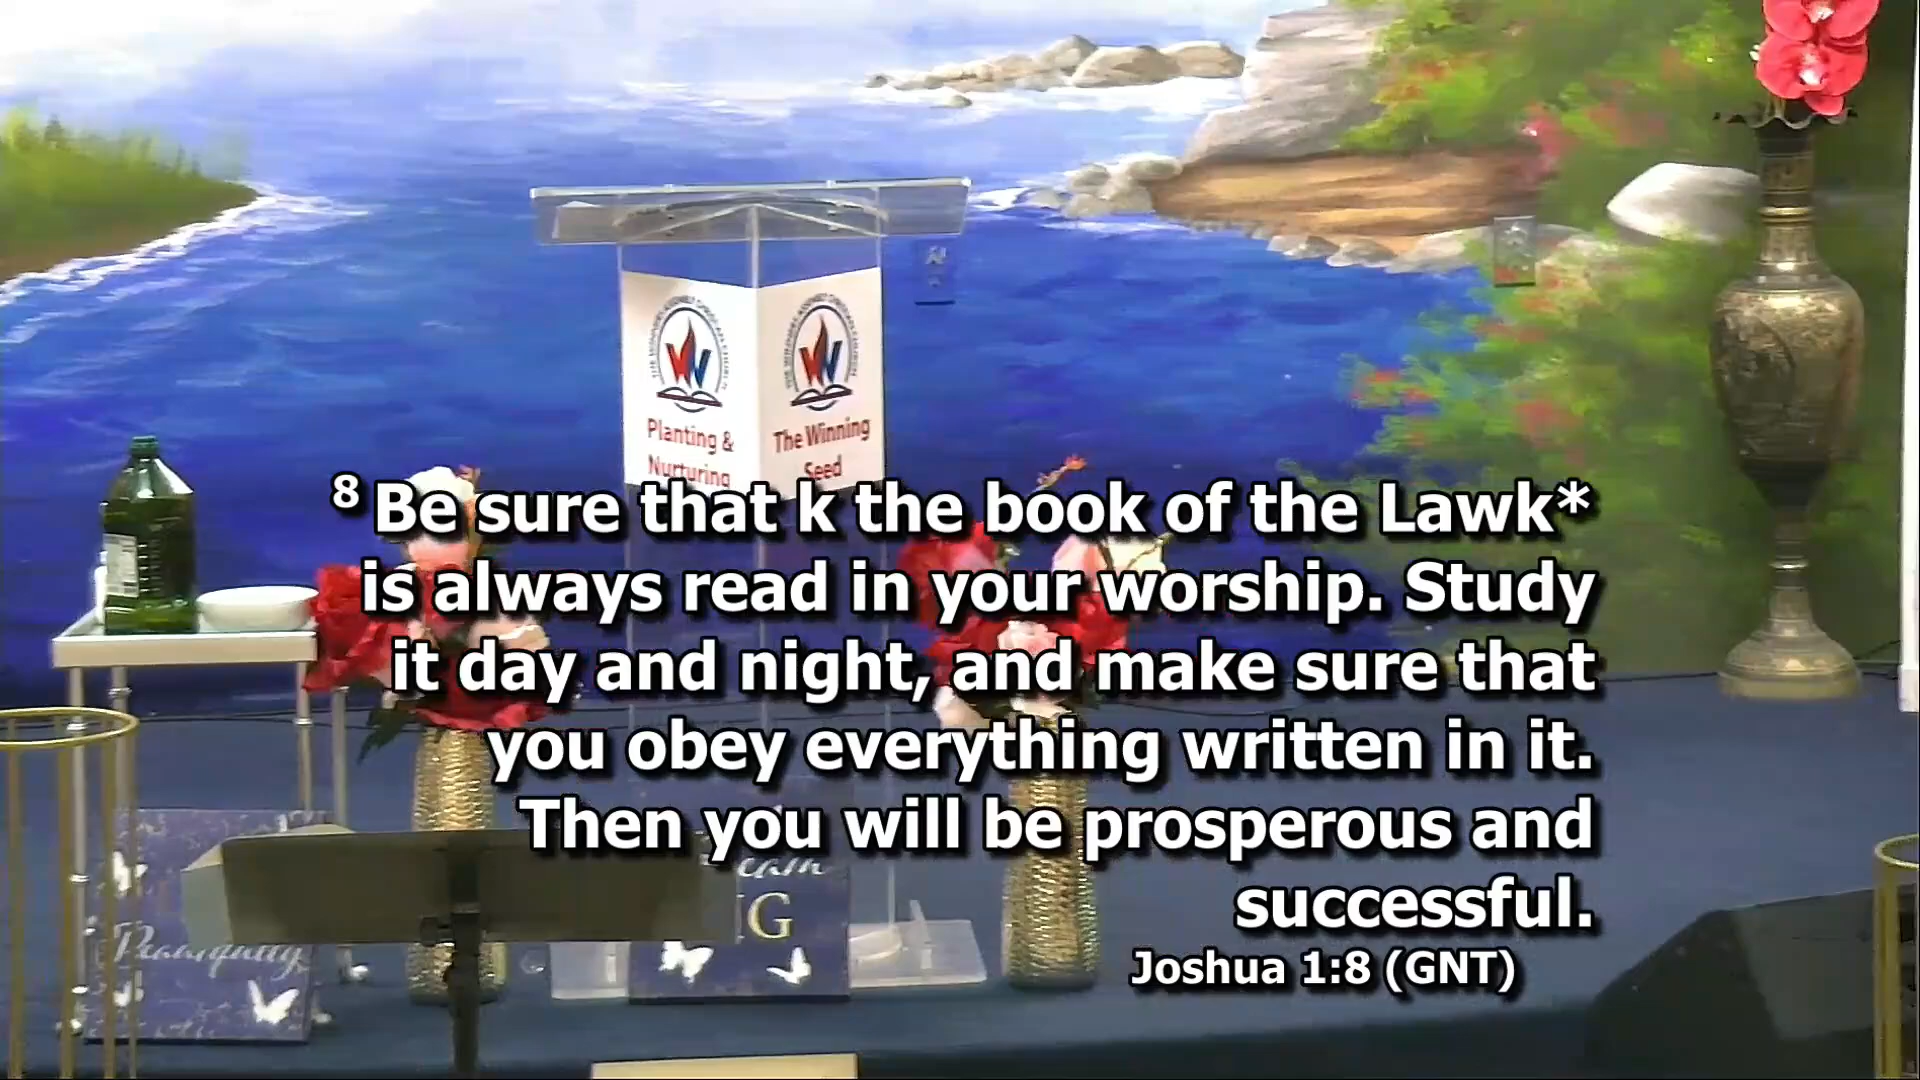 Planting &
Nurturing
The Winning
Seed
8 Be sure that k the book of the Lawk*
is always read in your worship. Study
it day and night, and make sure that
you obey everything written in it.
Then you will be prosperous and
successful.
Joshua 1:8 (GNT)